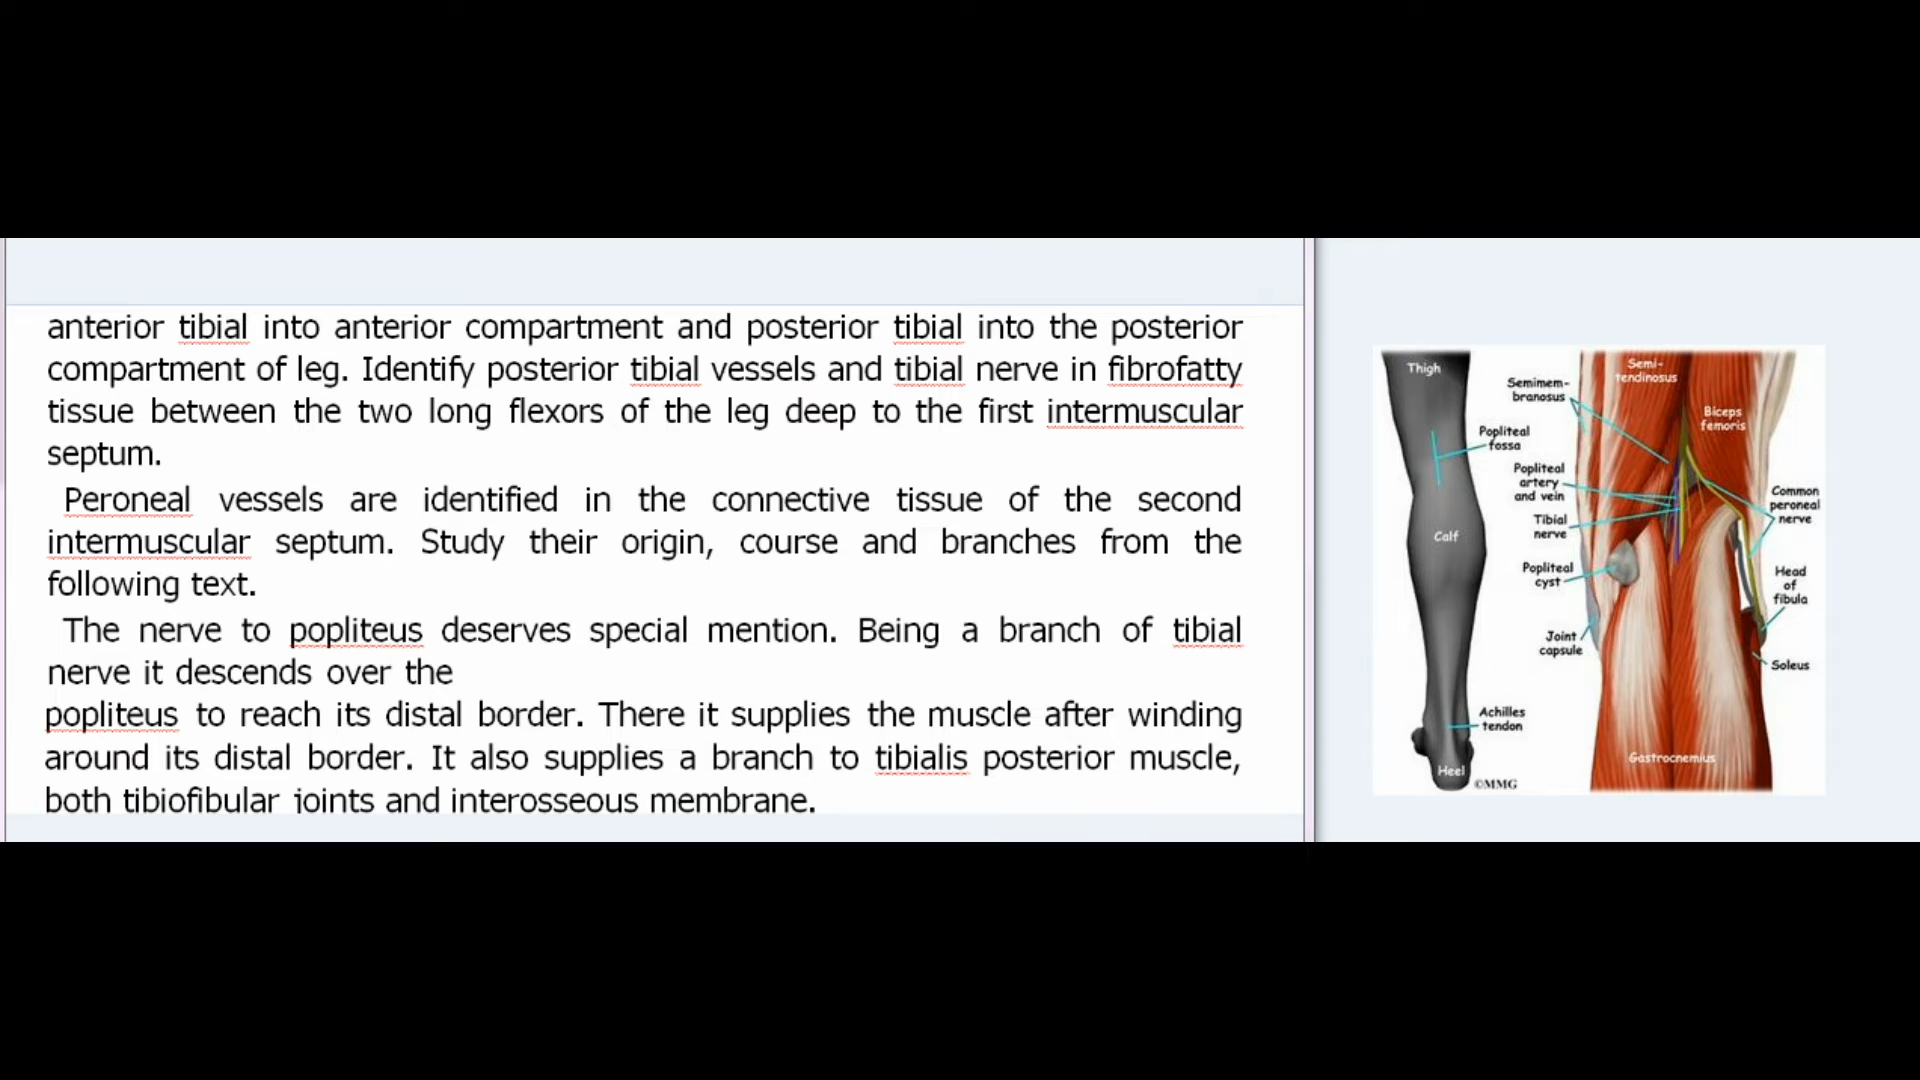 anterior tibial into anterior compartment and posterior tibial into the posterior
compartment of leg. Identify posterior tibial vessels and tibial nerve in fibrofatty
tissue between the two long flexors of the leg deep to the first intermuscular
septum.
Peroneal vessels are identified in the connective tissue of the second
intermuscular septum. Study their origin, course and branches from the
following text.
The nerve to popliteus deserves special mention. Being a branch of tibial
nerve it descends over the
popliteus to reach its distal border. There it supplies the muscle after winding
around its distal border. It also supplies a branch to tibialis posterior muscle,
both tibiofibular joints and interosseous membrane.
Thigh
Popliteal
fossa
Calf
Achilles
tendon
Heel
©MMG
Semimem-
branosus
Semi-
tendinosus
Biceps
femoris
Popliteal
artery
and vein
Tibial
nerve
Popliteal
cyst
Joint
capsule
Common
peroneal
nerve
Head
of
fibula
Soleus
Gastrocnemius